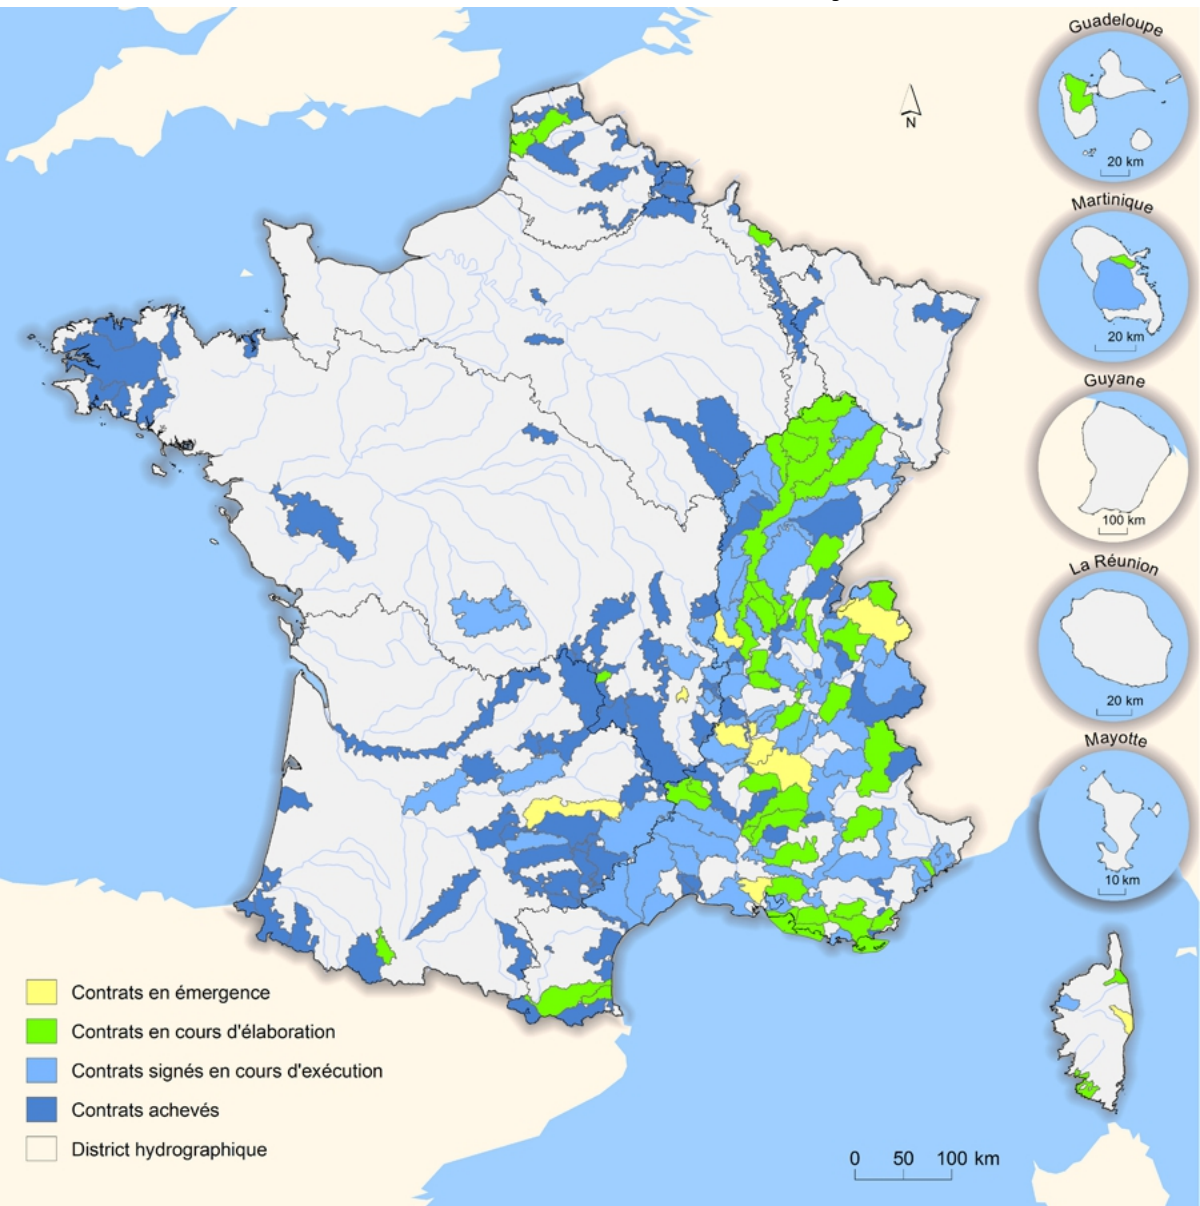 Guadeloupe
20 km
Martinique
20 km
Guyane
100 km
La Réunion
20 km
Mayotte
10 km
N
Contrats en émergence
Contrats en cours d'élaboration
Contrats signés en cours d'exécution
Contrats achevés
District hydrographique
0 50 100 km